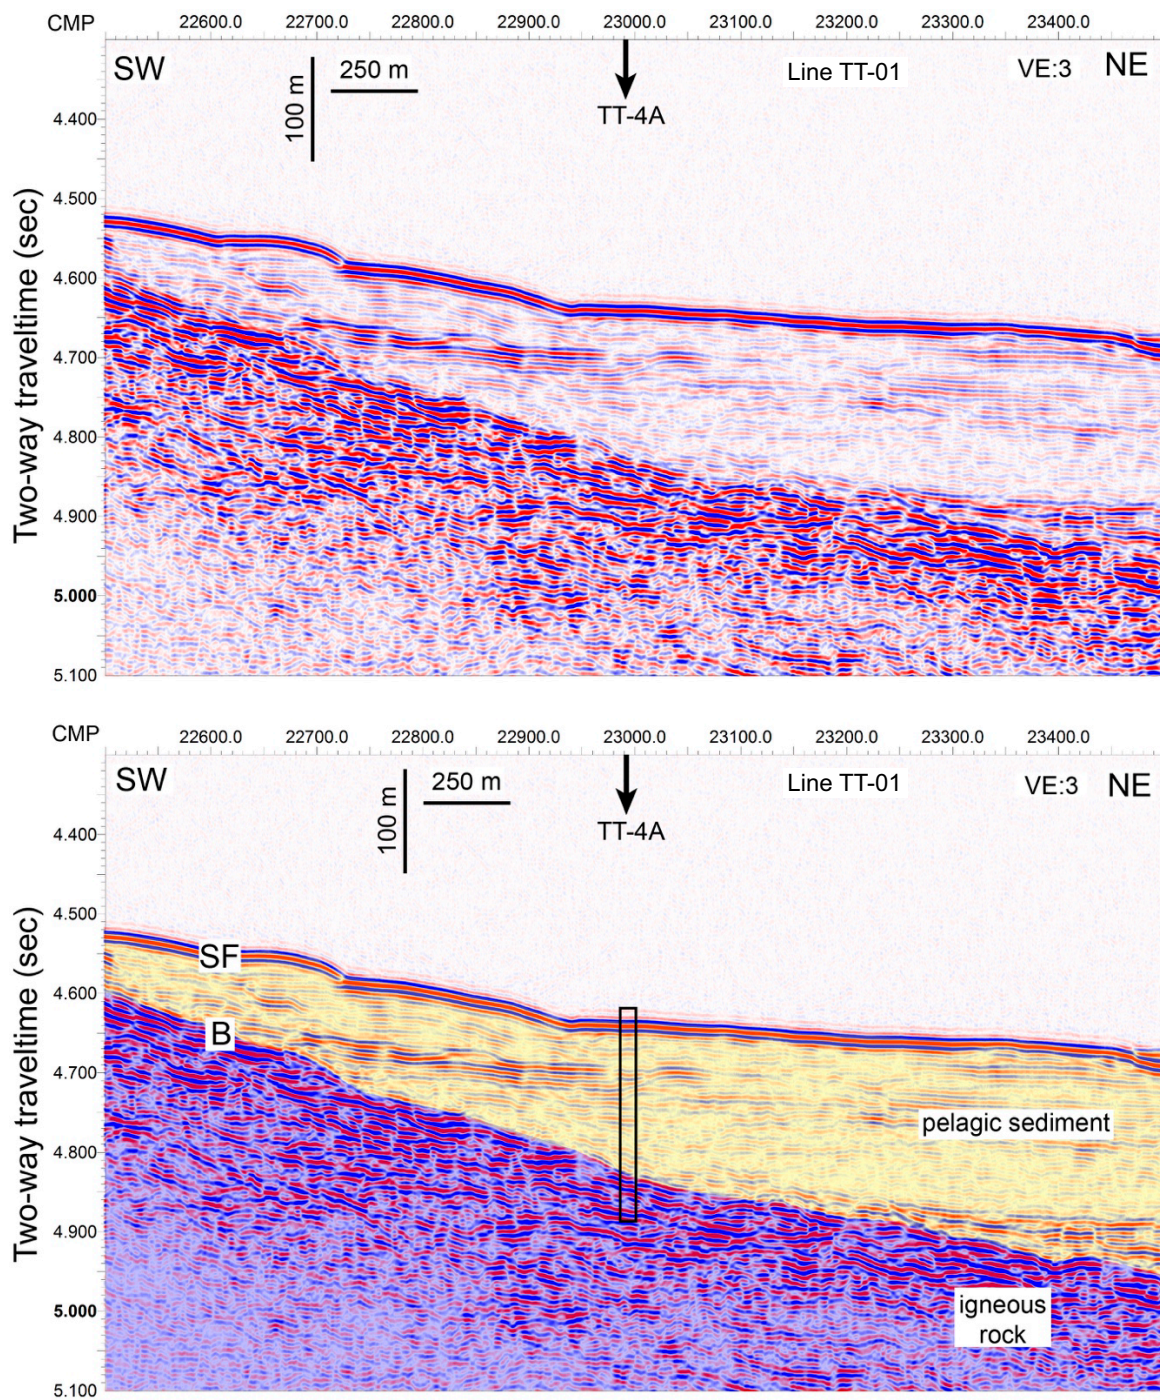 CMP 22600.0 22700.0 22800.0 22900.0 23000.0 23100.0 23200.0 23300.0 23400.0
SW 250 m Line TT-01 VE:3 NE
100 m
TT-4A
4.400
4.500
4.600
4.700
4.800
4.900
5.000
5.100
Two-way traveltime (sec)
CMP 22600.0 22700.0 22800.0 22900.0 23000.0 23100.0 23200.0 23300.0 23400.0
SW 250 m Line TT-01 VE:3 NE
100 m
TT-4A
4.400
4.500
SF
4.600
B
4.700
pelagic sediment
4.800
4.900
igneous
rock
5.000
5.100
Two-way traveltime (sec)